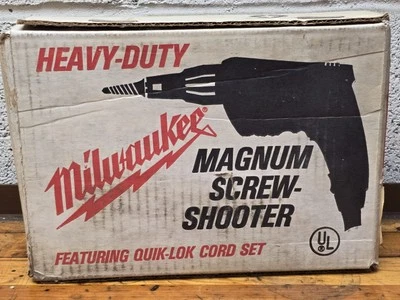 HEAVY-DUTY
Milwaukee®
MAGNUM
SCREW-
SHOOTER
FEATURING QUIK-LOK CORD SET
UL